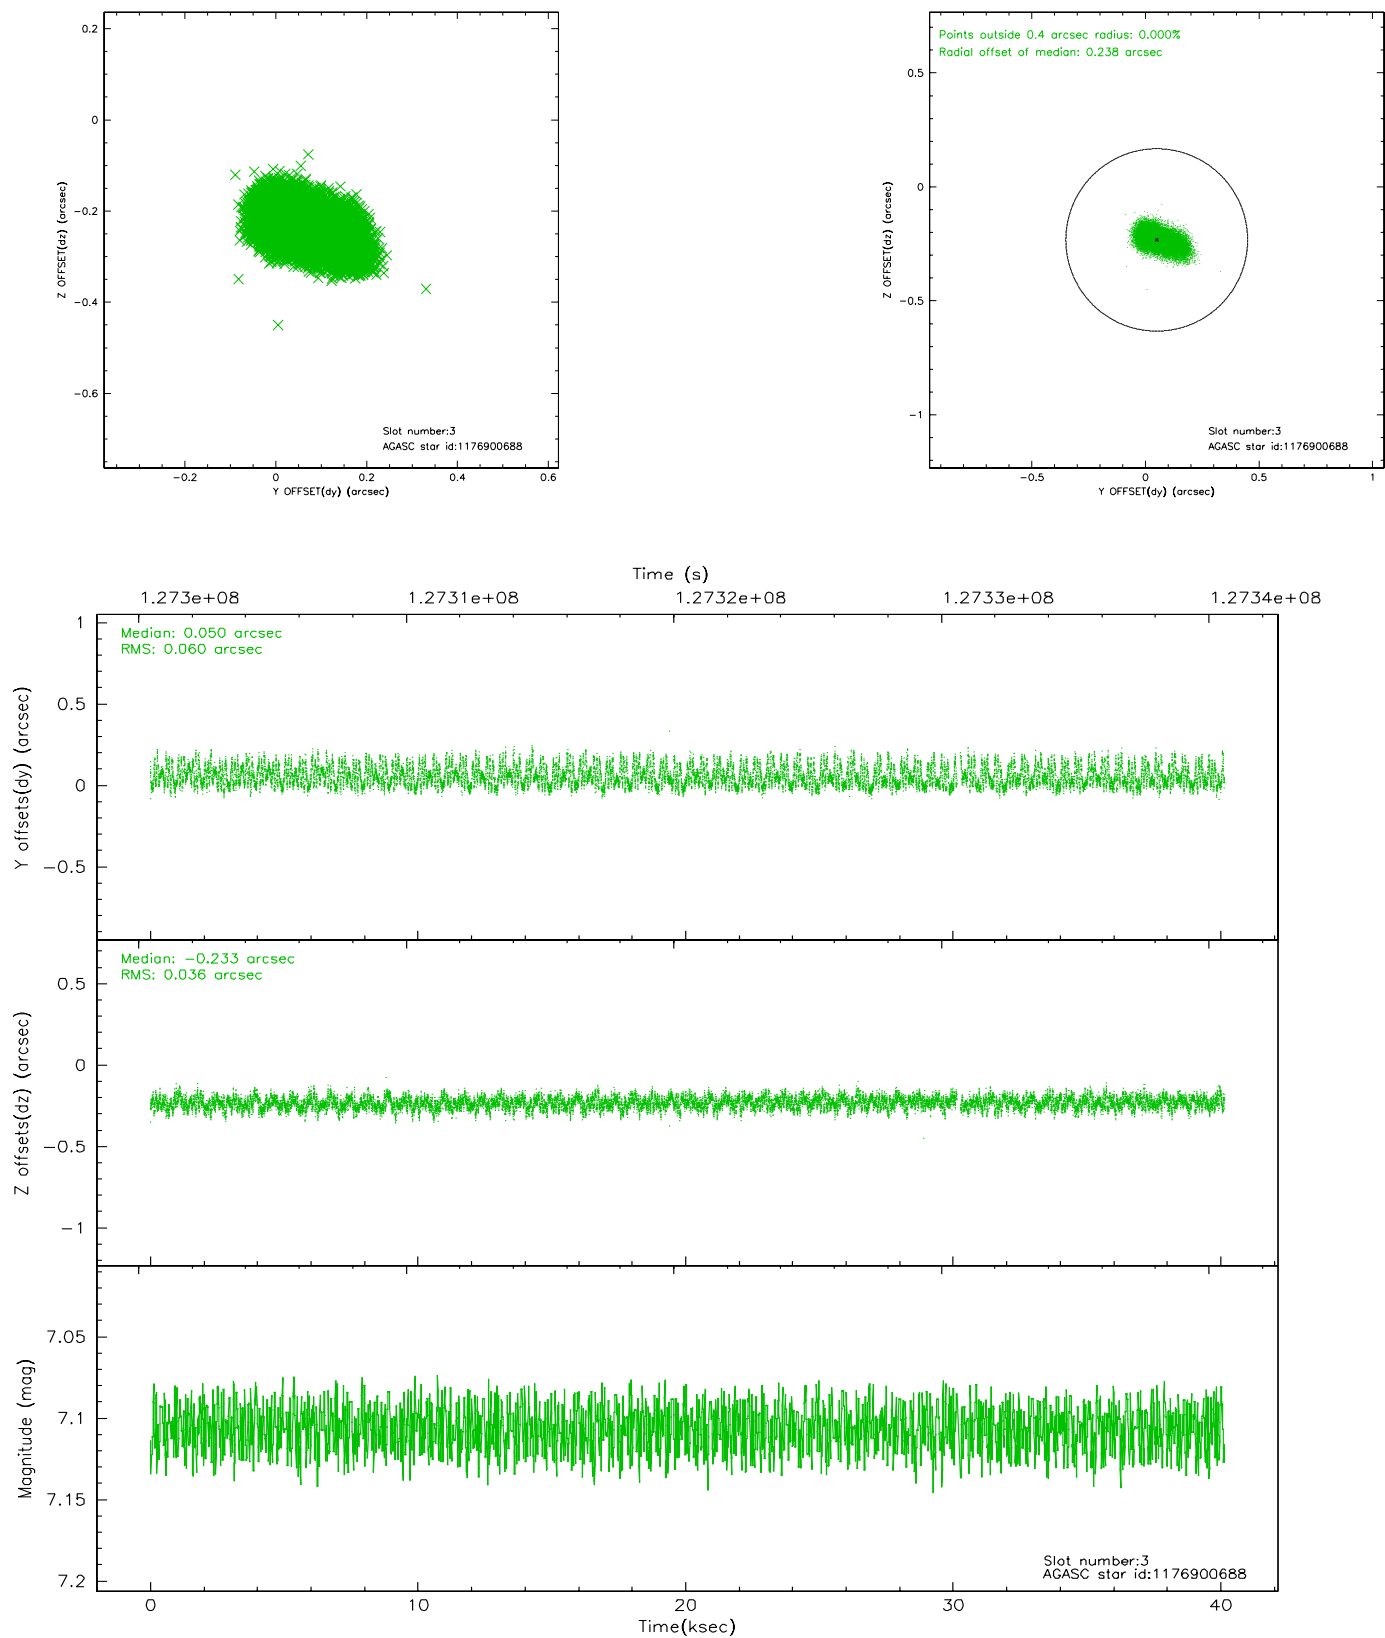 0.2
0
−0.2
−0.4
−0.6
Z OFFSET(dz) (arcsec)
Slot number:3
AGASC star id:1176900688
−0.2 0 0.2 0.4 0.6
Y OFFSET(dy) (arcsec)
Points outside 0.4 arcsec radius: 0.000%
Radial offset of median: 0.238 arcsec
0.5
0
−0.5
−1
Z OFFSET(dz) (arcsec)
Slot number:3
AGASC star id:1176900688
−0.5 0 0.5 1
Y OFFSET(dy) (arcsec)
Time (s)
1.273e+08 1.2731e+08 1.2732e+08 1.2733e+08 1.2734e+08
Median: 0.050 arcsec
RMS: 0.060 arcsec
1
0.5
0
−0.5
Y offsets(dy) (arcsec)
Median: −0.233 arcsec
RMS: 0.036 arcsec
0.5
0
−0.5
−1
Z offsets(dz) (arcsec)
7.05
7.1
7.15
7.2
Magnitude (mag)
Slot number:3
AGASC star id:1176900688
0 10 20 30 40
Time(ksec)